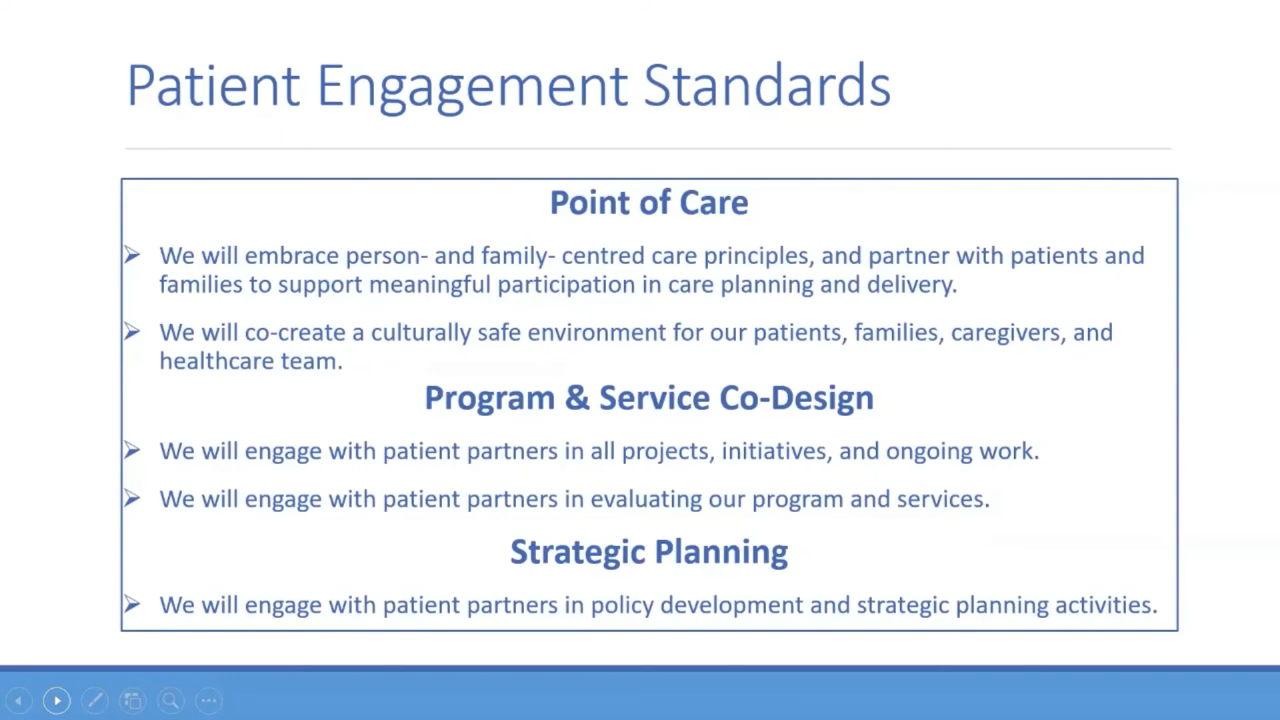 Patient Engagement Standards
Point of Care
We will embrace person- and family- centred care principles, and partner with patients and
families to support meaningful participation in care planning and delivery.
We will co-create a culturally safe environment for our patients, families, caregivers, and
healthcare team.
Program & Service Co-Design
We will engage with patient partners in all projects, initiatives, and ongoing work.
We will engage with patient partners in evaluating our program and services.
Strategic Planning
We will engage with patient partners in policy development and strategic planning activities.